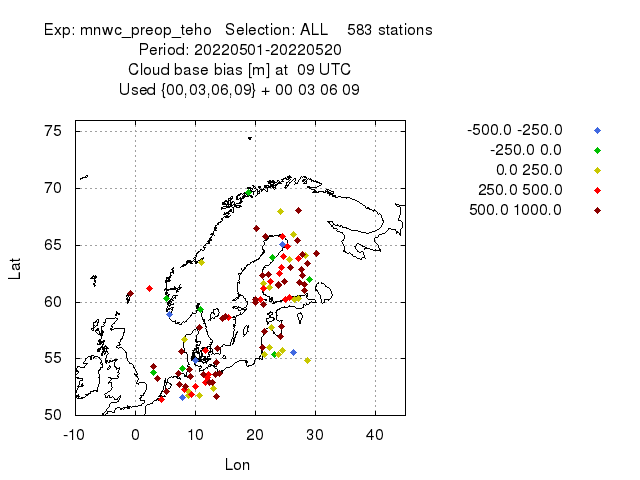 Exp: mnwc_preop_teho Selection: ALL 583 stations
Period: 20220501-20220520
Cloud base bias [m] at 09 UTC
Used {00,03,06,09} + 00 03 06 09
-500.0 -250.0
-250.0 0.0
0.0 250.0
250.0 500.0
500.0 1000.0
75
70
65
60
55
50
Lat
-10 0 10 20 30 40
Lon